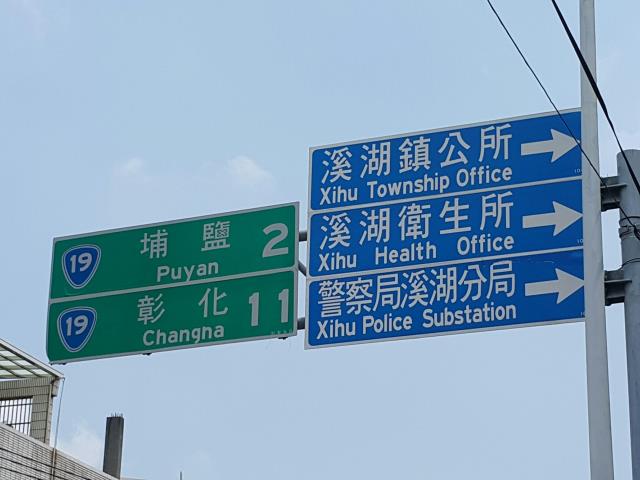 19 埔鹽 2
Puyan
19 彰化 11
Changna
溪湖鎮公所
Xihu Township Office
溪湖衛生所
Xihu Health Office
警察局溪湖分局
Xihu Police Substation